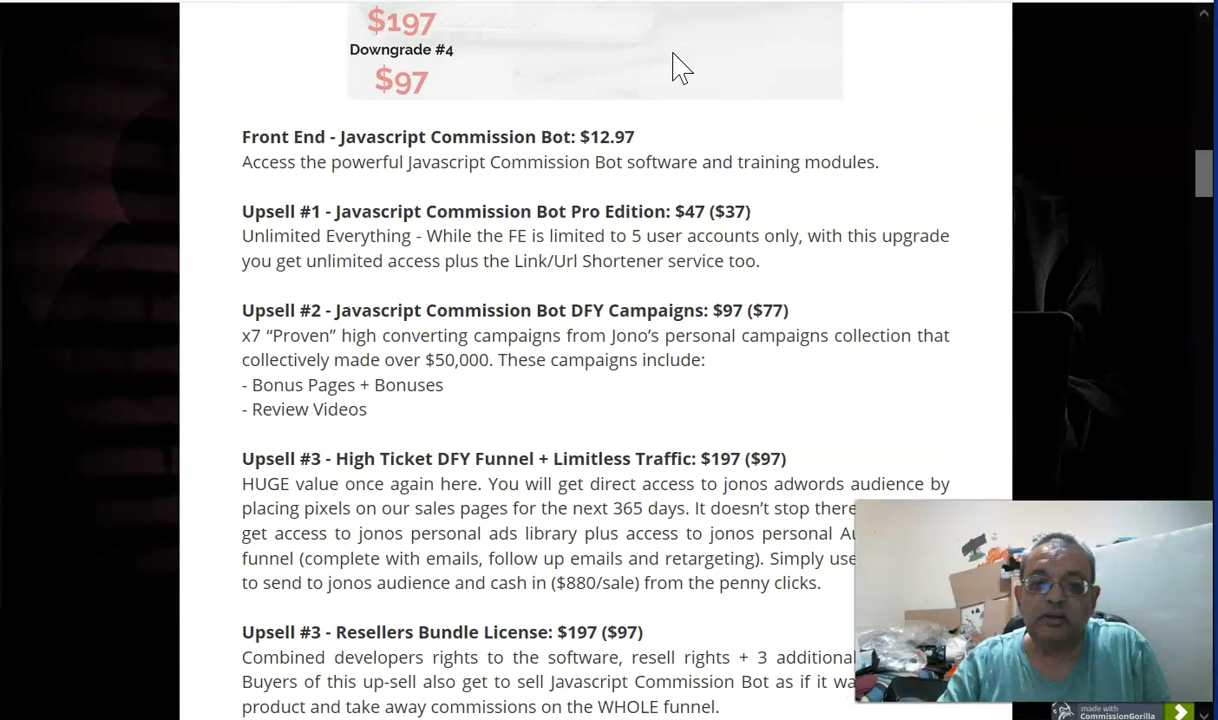 $197
Downgrade #4
$97
Front End - Javascript Commission Bot: $12.97
Access the powerful Javascript Commission Bot software and training modules.
Upsell #1 - Javascript Commission Bot Pro Edition: $47 ($37)
Unlimited Everything - While the FE is limited to 5 user accounts only, with this upgrade
you get unlimited access plus the Link/Url Shortener service too.
Upsell #2 - Javascript Commission Bot DFY Campaigns: $97 ($77)
x7 “Proven” high converting campaigns from Jono’s personal campaigns collection that
collectively made over $50,000. These campaigns include:
- Bonus Pages + Bonuses
- Review Videos
Upsell #3 - High Ticket DFY Funnel + Limitless Traffic: $197 ($97)
HUGE value once again here. You will get direct access to jonos adwords audience by
placing pixels on our sales pages for the next 365 days. It doesn’t stop there
get access to jonos personal ads library plus access to jonos personal
funnel (complete with emails, follow up emails and retargeting). Simply use
to send to jonos audience and cash in ($880/sale) from the penny clicks.
Upsell #3 - Resellers Bundle License: $197 ($97)
Combined developers rights to the software, resell rights + 3 additional
Buyers of this up-sell also get to sell Javascript Commission Bot as if it
product and take away commissions on the WHOLE funnel.
made with
CommissionGorilla